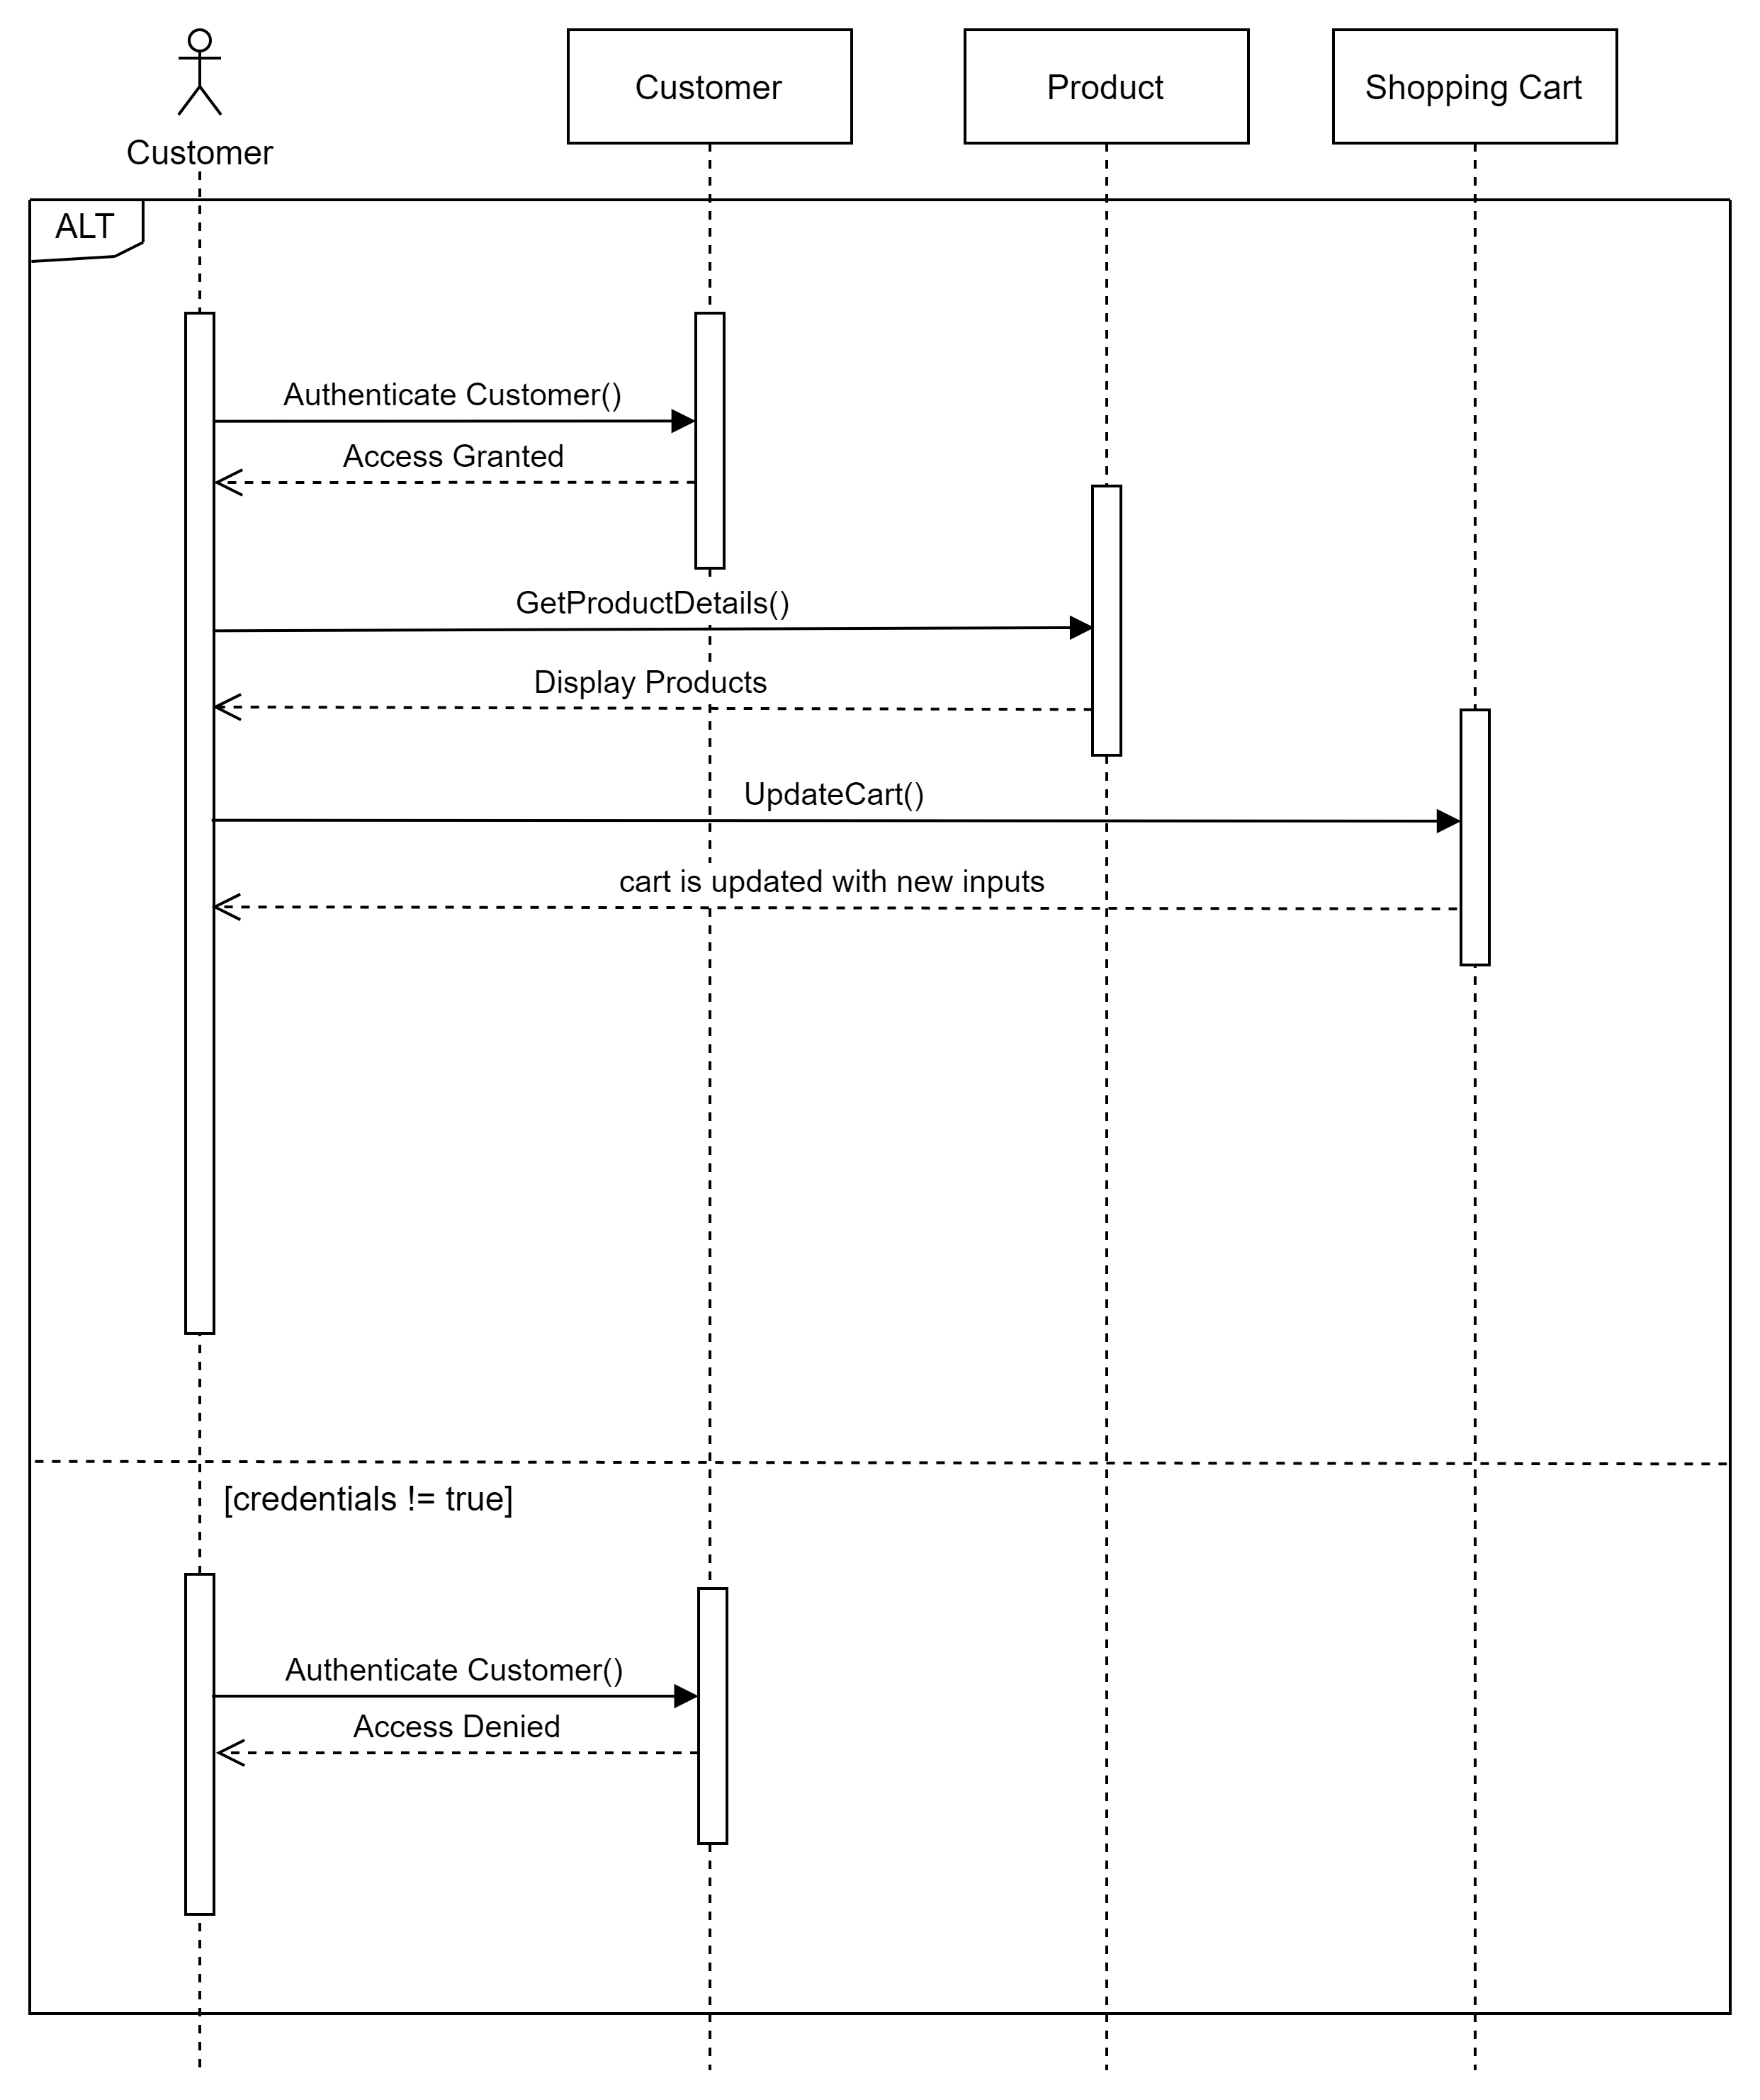 Customer
Product
Shopping Cart
Customer
ALT
Authenticate Customer()
Access Granted
GetProductDetails()
Display Products
UpdateCart()
cart is updated with new inputs
[credentials != true]
Authenticate Customer()
Access Denied